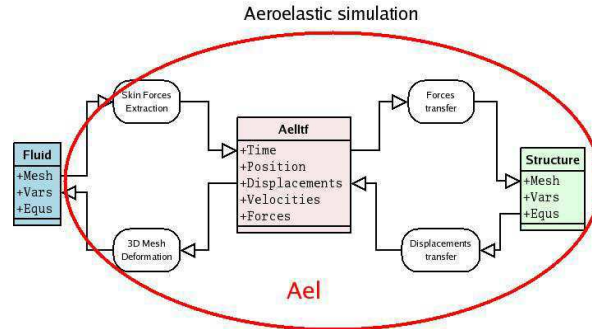 Aeroelastic simulation
Skin Forces
Extraction
Forces
transfer
Fluid
+Mesh
+Vars
+Equs
AelItf
+Time
+Position
+Displacements
+Velocities
+Forces
Structure
+Mesh
+Vars
+Equs
3D Mesh
Deformation
Displacements
transfer
Ael